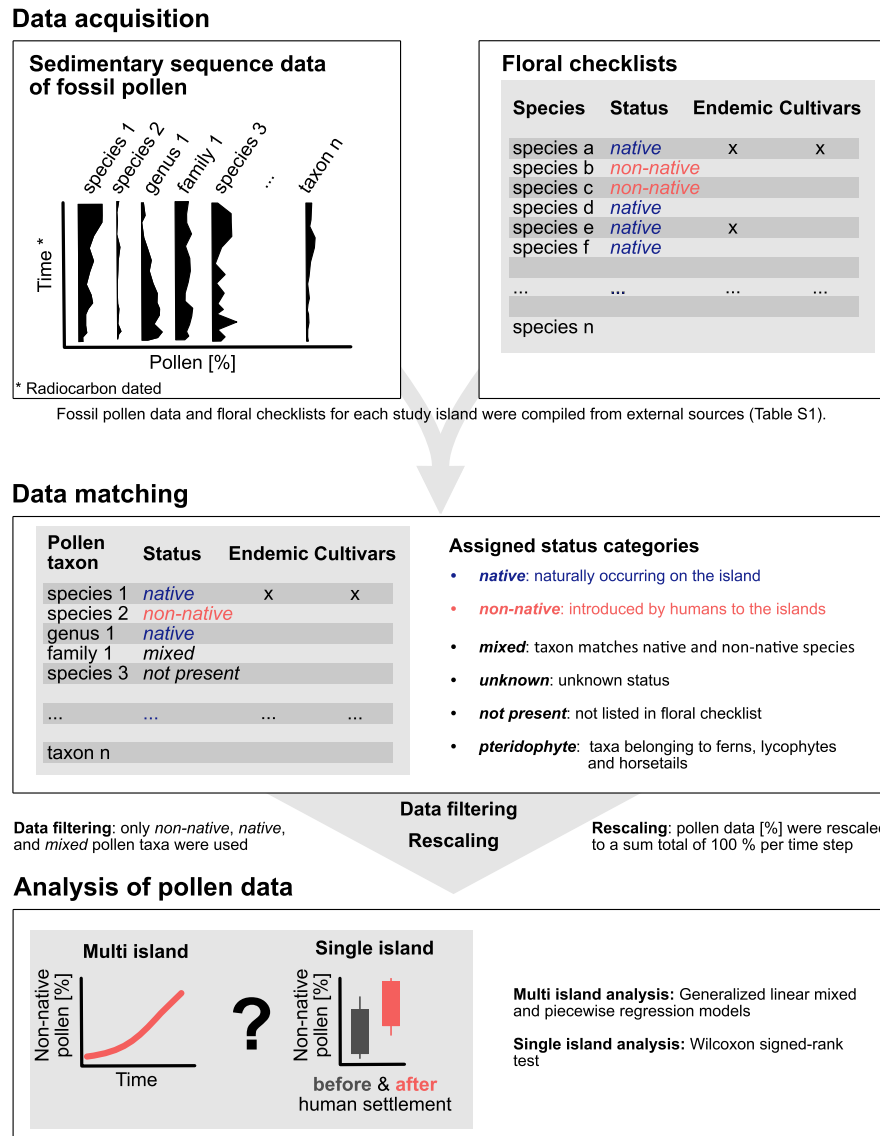 Data acquisition
Sedimentary sequence data
of fossil pollen
species 1
species 2
genus 1
family 1
species 3
...
taxon n
Time *
Pollen [%]
* Radiocarbon dated
Floral checklists
Species Status Endemic Cultivars
species a native x x
species b non-native
species c non-native
species d native
species e native x
species f native
... ... ... ...
species n
Fossil pollen data and floral checklists for each study island were compiled from external sources (Table S1).
Data matching
Pollen
taxon Status Endemic Cultivars
species 1 native x x
species 2 non-native
genus 1 native
family 1 mixed
species 3 not present
... ... ... ...
taxon n
Assigned status categories
• native: naturally occurring on the island
• non-native: introduced by humans to the islands
• mixed: taxon matches native and non-native species
• unknown: unknown status
• not present: not listed in floral checklist
• pteridophyte: taxa belonging to ferns, lycophytes
and horsetails
Data filtering
Rescaling
Data filtering: only non-native, native,
and mixed pollen taxa were used
Rescaling: pollen data [%] were rescaled
to a sum total of 100 % per time step
Analysis of pollen data
Multi island
Non-native
pollen [%]
Time
?
Single island
Non-native
pollen [%]
before & after
human settlement
Multi island analysis: Generalized linear mixed
and piecewise regression models
Single island analysis: Wilcoxon signed-rank
test